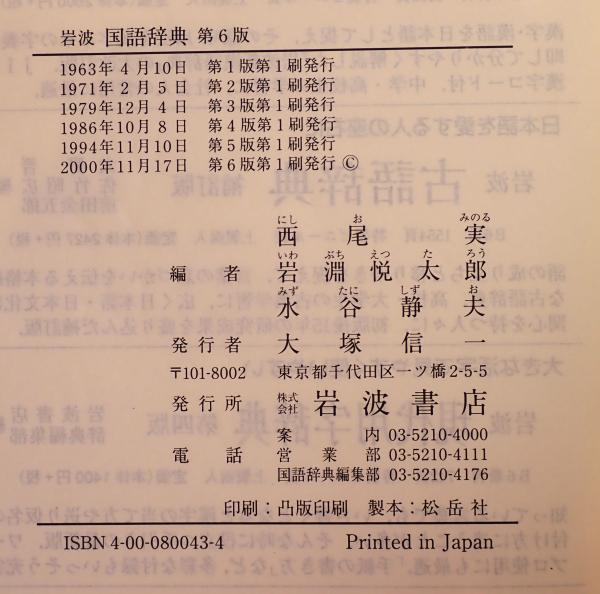 岩波 国語辞典 第6版
1963年4月10日 第1版第1刷発行
1971年2月5日 第2版第1刷発行
1979年12月4日 第3版第1刷発行
1986年10月8日 第4版第1刷発行
1994年11月10日 第5版第1刷発行
2000年11月17日 第6版第1刷発行 ©
にし お みのる
西尾実
いわ ぶち えつ た ろう
編者 岩淵悦太郎
みず たに しず お
水谷静夫
発行者 大塚信一
〒101-8002 東京都千代田区一ツ橋2-5-5
発行所 株式会社 岩波書店
案内 03-5210-4000
電話 営業部 03-5210-4111
国語辞典編集部 03-5210-4176
印刷:凸版印刷 製本:松岳社
ISBN4-00-080043-4 Printed in Japan